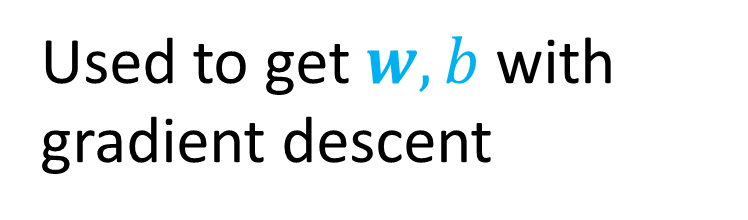 Used to get w, b with
gradient descent